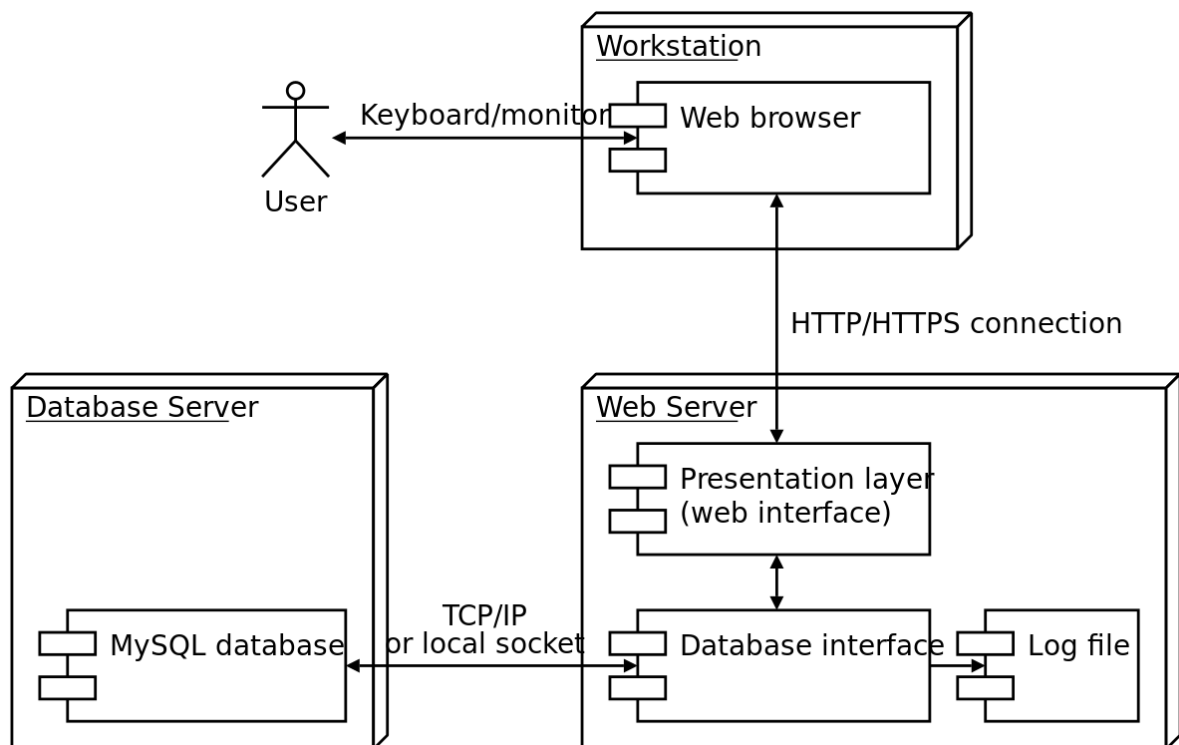 Workstation
Keyboard/monitor
Web browser
User
HTTP/HTTPS connection
Database Server
Web Server
Presentation layer
(web interface)
TCP/IP
or local socket
MySQL database
Database interface
Log file